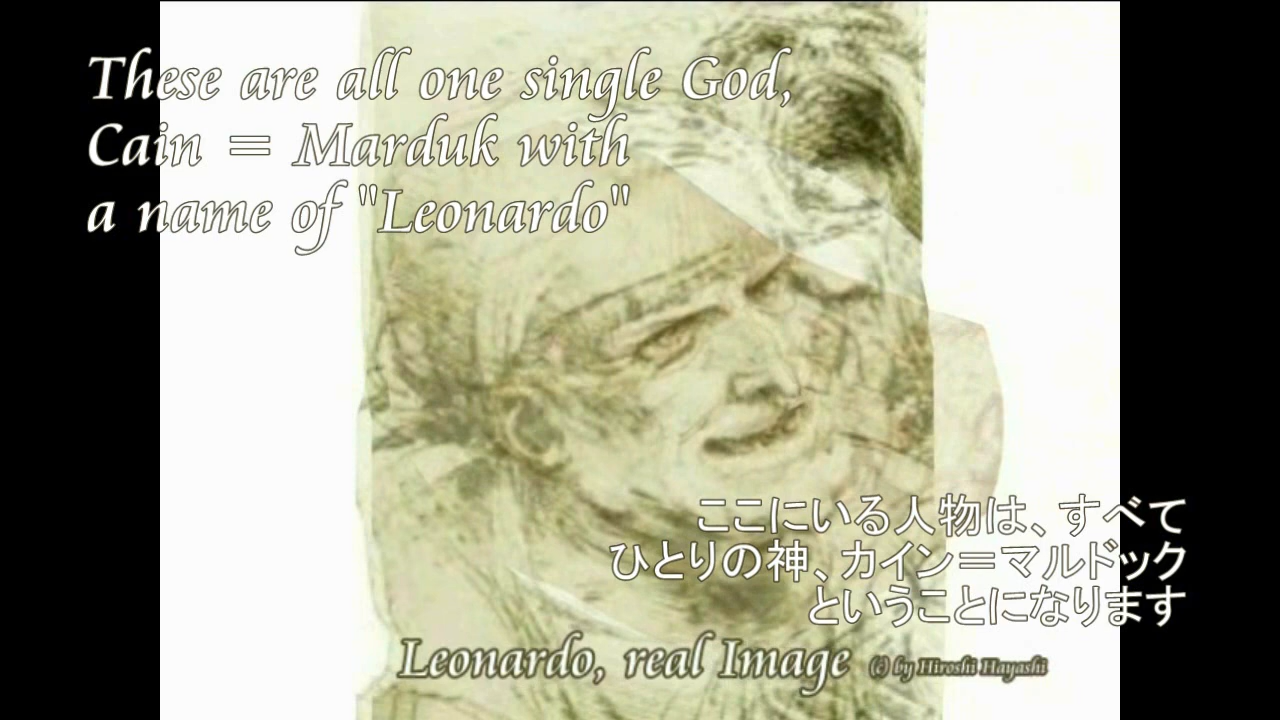 These are all one single God,
Cain = Marduk with
a name of "Leonardo"
ここにいる人物は、すべて
ひとりの神、カイン＝マルドック
ということになります
Leonardo, real Image (c) by Hiroshi Hayashi